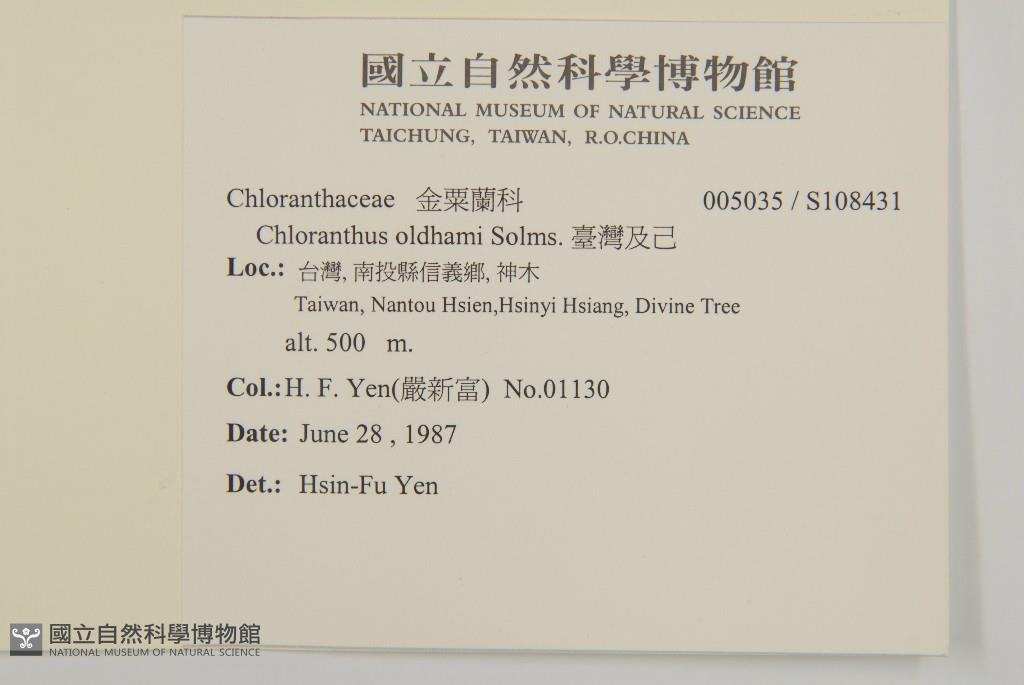 國立自然科學博物館
NATIONAL MUSEUM OF NATURAL SCIENCE
TAICHUNG, TAIWAN, R.O.CHINA
Chloranthaceae 金粟蘭科 005035 / S108431
Chloranthus oldhami Solms. 臺灣及己
Loc.: 台灣, 南投縣信義鄉, 神木
Taiwan, Nantou Hsien,Hsinyi Hsiang, Divine Tree
alt. 500 m.
Col.:H. F. Yen(嚴新富) No.01130
Date: June 28 , 1987
Det.: Hsin-Fu Yen
國立自然科學博物館
NATIONAL MUSEUM OF NATURAL SCIENCE